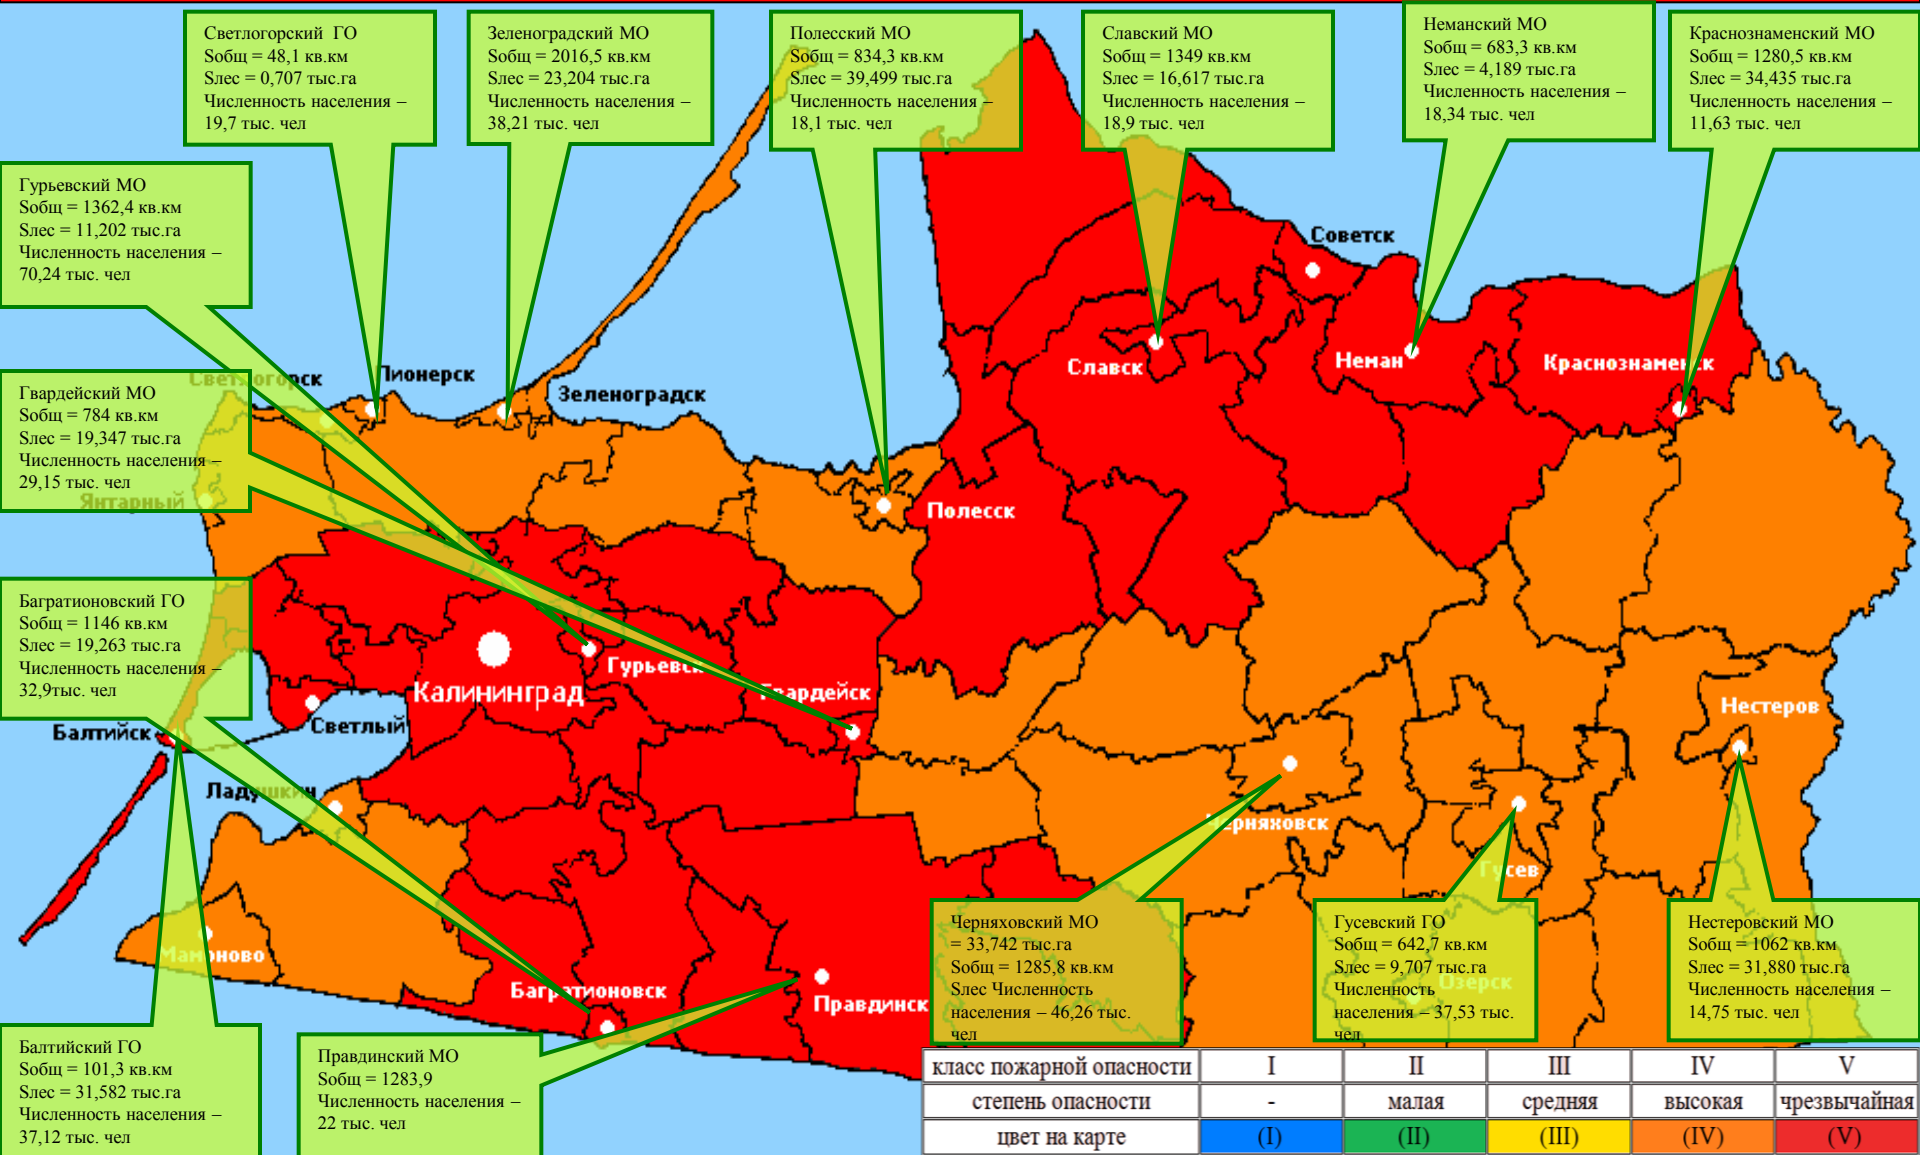 Светлогорский ГО
Sобщ = 48,1 кв.км
Sлес = 0,707 тыс.га
Численность населения –
19,7 тыс. чел
Зеленоградский МО
Sобщ = 2016,5 кв.км
Sлес = 23,204 тыс.га
Численность населения –
38,21 тыс. чел
Полесский МО
Sобщ = 834,3 кв.км
Sлес = 39,499 тыс.га
Численность населения –
18,1 тыс. чел
Славский МО
Sобщ = 1349 кв.км
Sлес = 16,617 тыс.га
Численность населения –
18,9 тыс. чел
Неманский МО
Sобщ = 683,3 кв.км
Sлес = 4,189 тыс.га
Численность населения –
18,34 тыс. чел
Краснознаменский МО
Sобщ = 1280,5 кв.км
Sлес = 34,435 тыс.га
Численность населения –
11,63 тыс. чел
Гурьевский МО
Sобщ = 1362,4 кв.км
Sлес = 11,202 тыс.га
Численность населения –
70,24 тыс. чел
Советск
Славск
Неман
Краснознаменск
Светлогорск
Пионерск
Зеленоградск
Гвардейский МО
Sобщ = 784 кв.км
Sлес = 19,347 тыс.га
Численность населения –
29,15 тыс. чел
Янтарный
Полесск
Багратионовский ГО
Sобщ = 1146 кв.км
Sлес = 19,263 тыс.га
Численность населения –
32,9тыс. чел
Гурьевск
Калининград
Гвардейск
Нестеров
Балтийск
Светлый
Ладушкин
Черняховск
Гусев
Мамоново
Багратионовск
Правдинск
Озерск
Черняховский МО
= 33,742 тыс.га
Sобщ = 1285,8 кв.км
Sлес Численность
населения – 46,26 тыс.
чел
Гусевский ГО
Sобщ = 642,7 кв.км
Sлес = 9,707 тыс.га
Численность
населения – 37,53 тыс.
чел
Нестеровский МО
Sобщ = 1062 кв.км
Sлес = 31,880 тыс.га
Численность населения –
14,75 тыс. чел
Балтийский ГО
Sобщ = 101,3 кв.км
Sлес = 31,582 тыс.га
Численность населения –
37,12 тыс. чел
Правдинский МО
Sобщ = 1283,9
Численность населения –
22 тыс. чел
класс пожарной опасности I II III IV V
степень опасности - малая средняя высокая чрезвычайная
цвет на карте (I) (II) (III) (IV) (V)